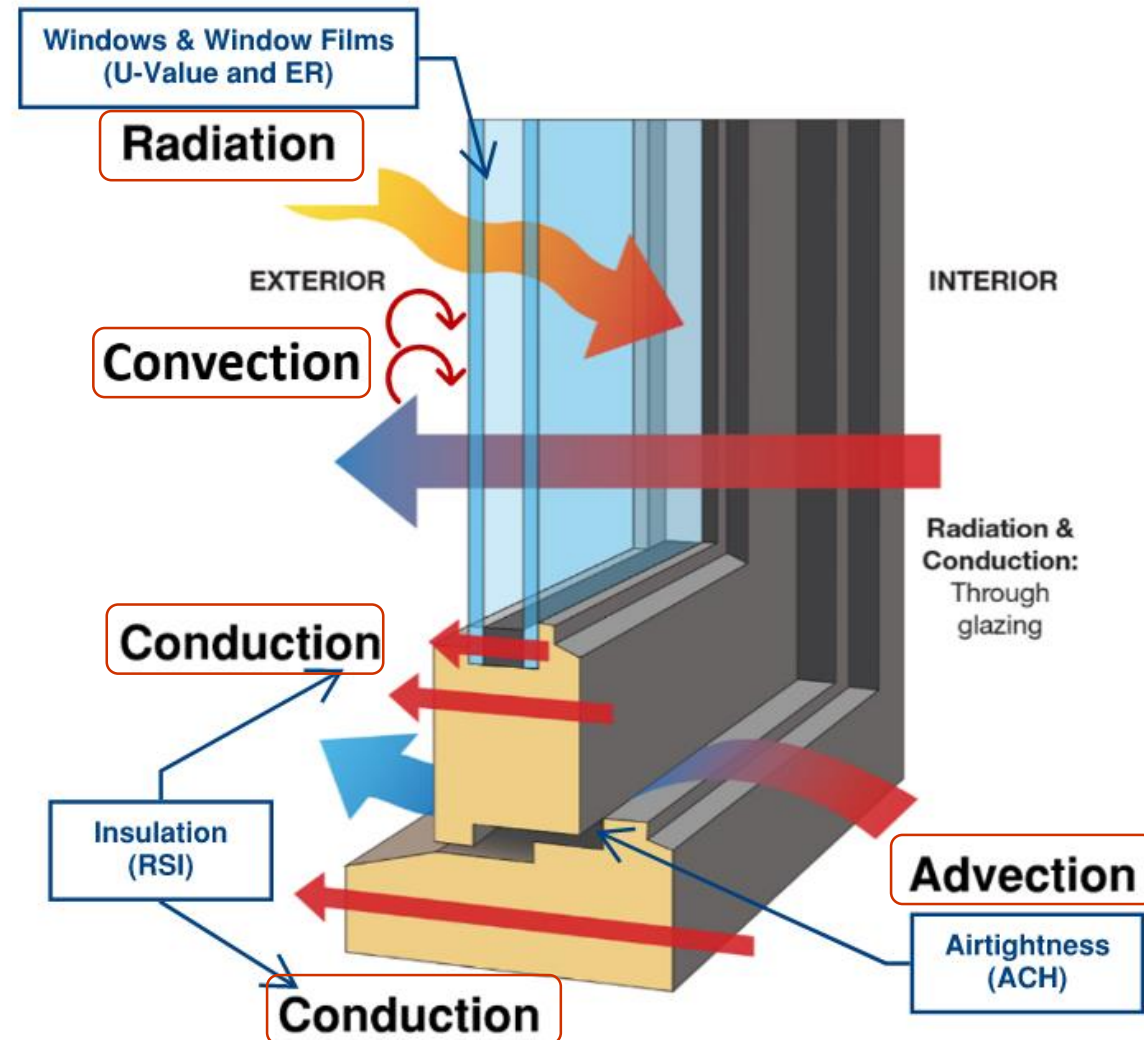 Windows & Window Films
(U-Value and ER)
Radiation
EXTERIOR
INTERIOR
Convection
Radiation &
Conduction:
Through
glazing
Conduction
Insulation
(RSI)
Advection
Airtightness
(ACH)
Conduction